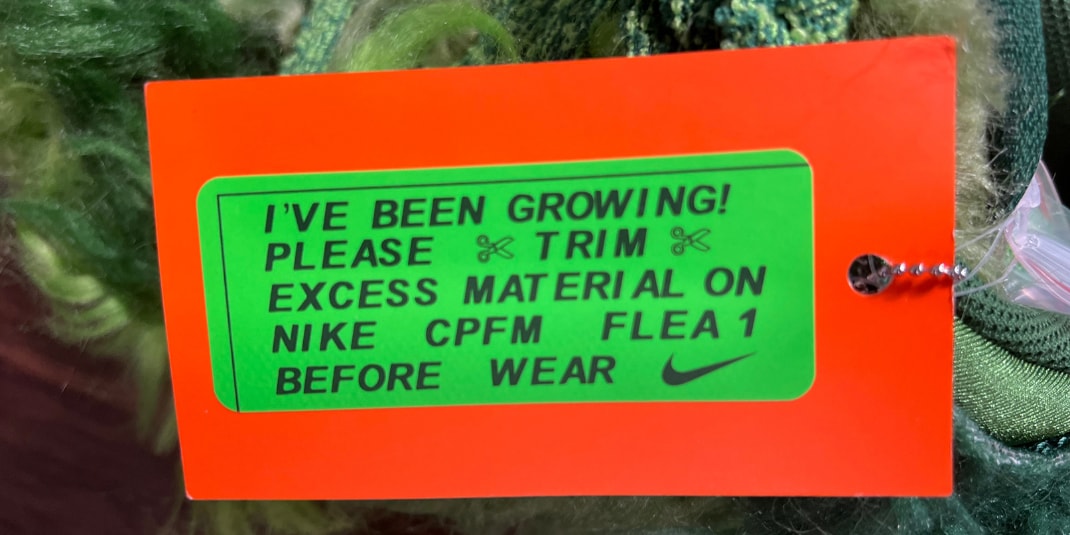 I'VE BEEN GROWING!
PLEASE TRIM
EXCESS MATERIAL ON
NIKE CPFM FLEA 1
BEFORE WEAR